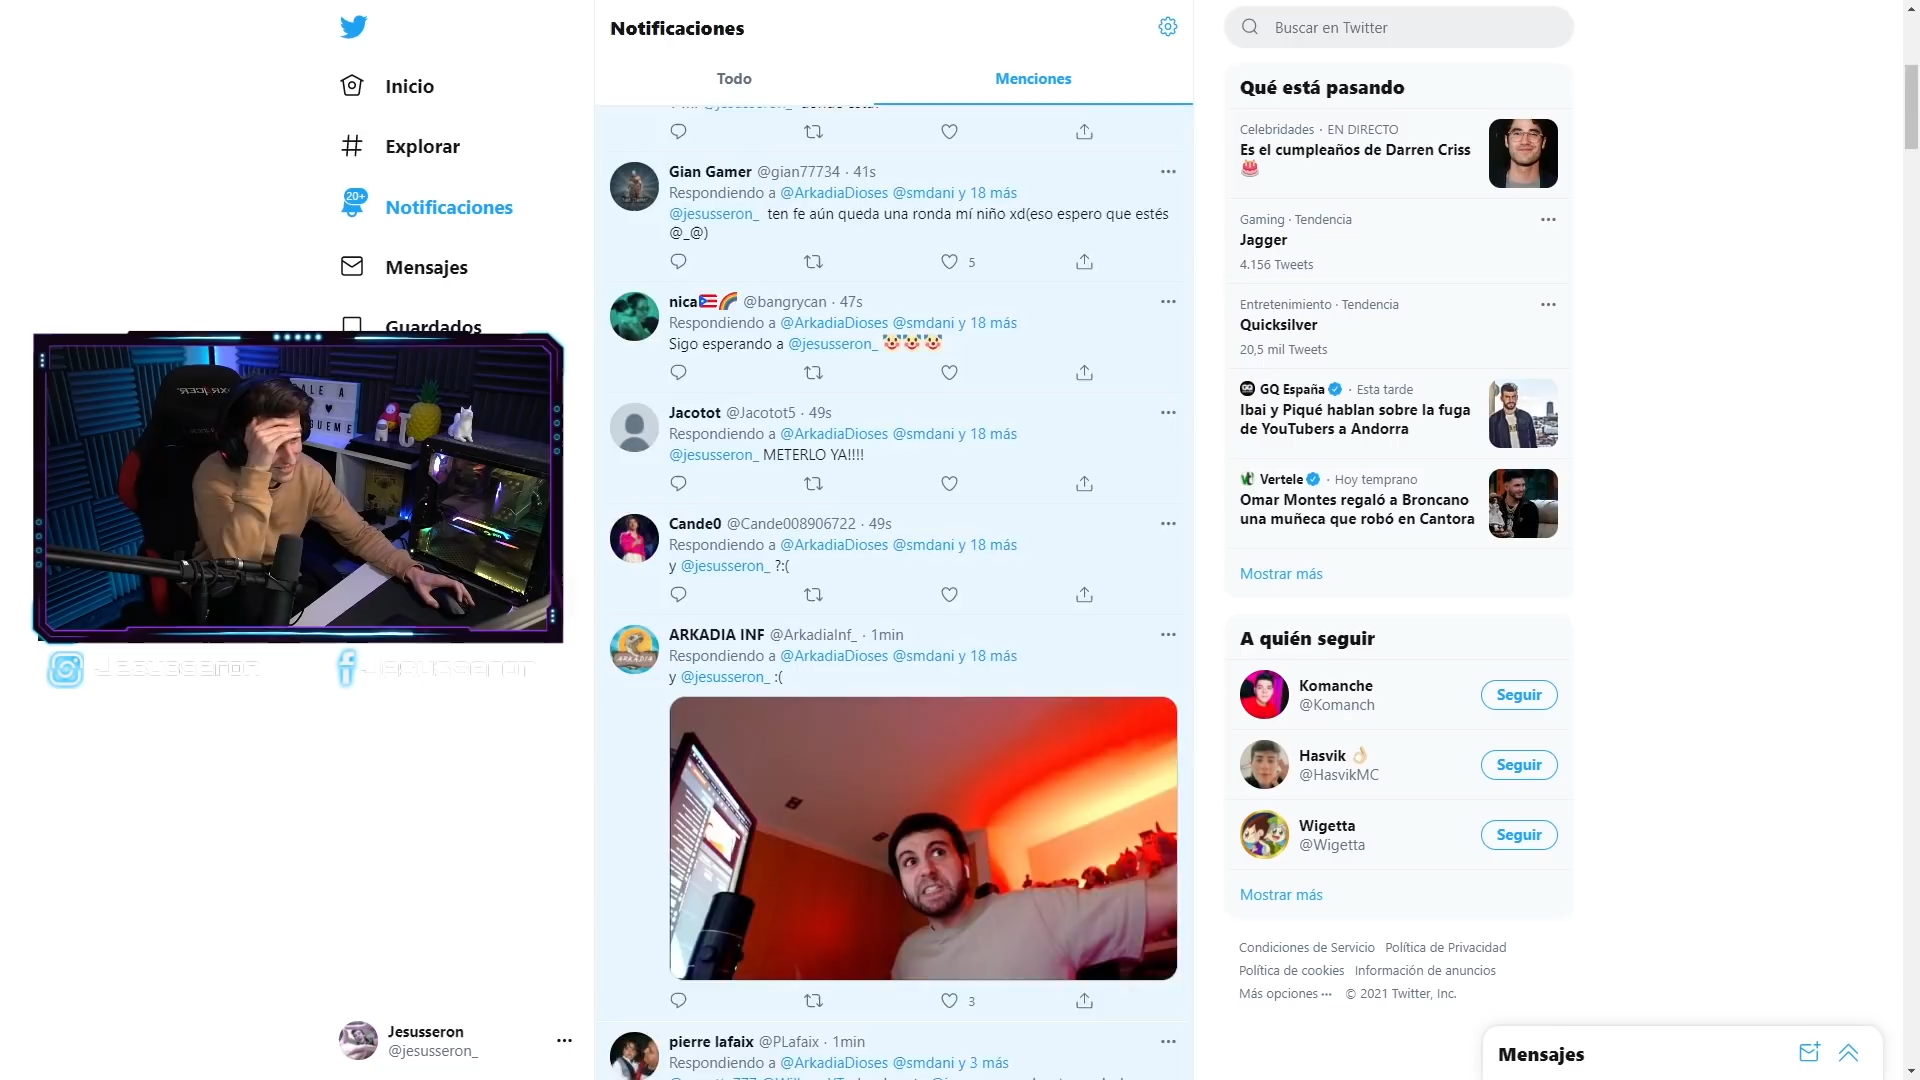 Notificaciones
Todo
Menciones
Inicio
Explorar
20+
Notificaciones
Mensajes
Guardados
Gian Gamer @gian77734 · 41s
Respondiendo a @ArkadiaDioses @smdani y 18 más
@jesusseron_ ten fe aún queda una ronda mí niño xd(eso espero que estés
@_@)
5
nica🇵🇷🌈 @bangrycan · 47s
Respondiendo a @ArkadiaDioses @smdani y 18 más
Sigo esperando a @jesusseron_ 🤡🤡🤡
Jacotot @Jacotot5 · 49s
Respondiendo a @ArkadiaDioses @smdani y 18 más
@jesusseron_ METERLO YA!!!!
Cande0 @Cande008906722 · 49s
Respondiendo a @ArkadiaDioses @smdani y 18 más
y @jesusseron_ ?:(
ARKADIA INF @ArkadiaInf_ · 1min
Respondiendo a @ArkadiaDioses @smdani y 18 más
y @jesusseron_ :(
3
pierre lafaix @PLafaix · 1min
Respondiendo a @ArkadiaDioses @smdani y 3 más
Jesusseron
Jesusseron
Jesusseron
@jesusseron_
Buscar en Twitter
Qué está pasando
Celebridades · EN DIRECTO
Es el cumpleaños de Darren Criss
🎂
Gaming · Tendencia
Jagger
4.156 Tweets
Entretenimiento · Tendencia
Quicksilver
20,5 mil Tweets
GQ España · Esta tarde
Ibai y Piqué hablan sobre la fuga
de YouTubers a Andorra
Vertele · Hoy temprano
Omar Montes regaló a Broncano
una muñeca que robó en Cantora
Mostrar más
A quién seguir
Komanche
@Komanch
Seguir
Hasvik 👌🏻
@HasvikMC
Seguir
Wigetta
@Wigetta
Seguir
Mostrar más
Condiciones de Servicio Política de Privacidad
Política de cookies Información de anuncios
Más opciones ··· © 2021 Twitter, Inc.
Mensajes